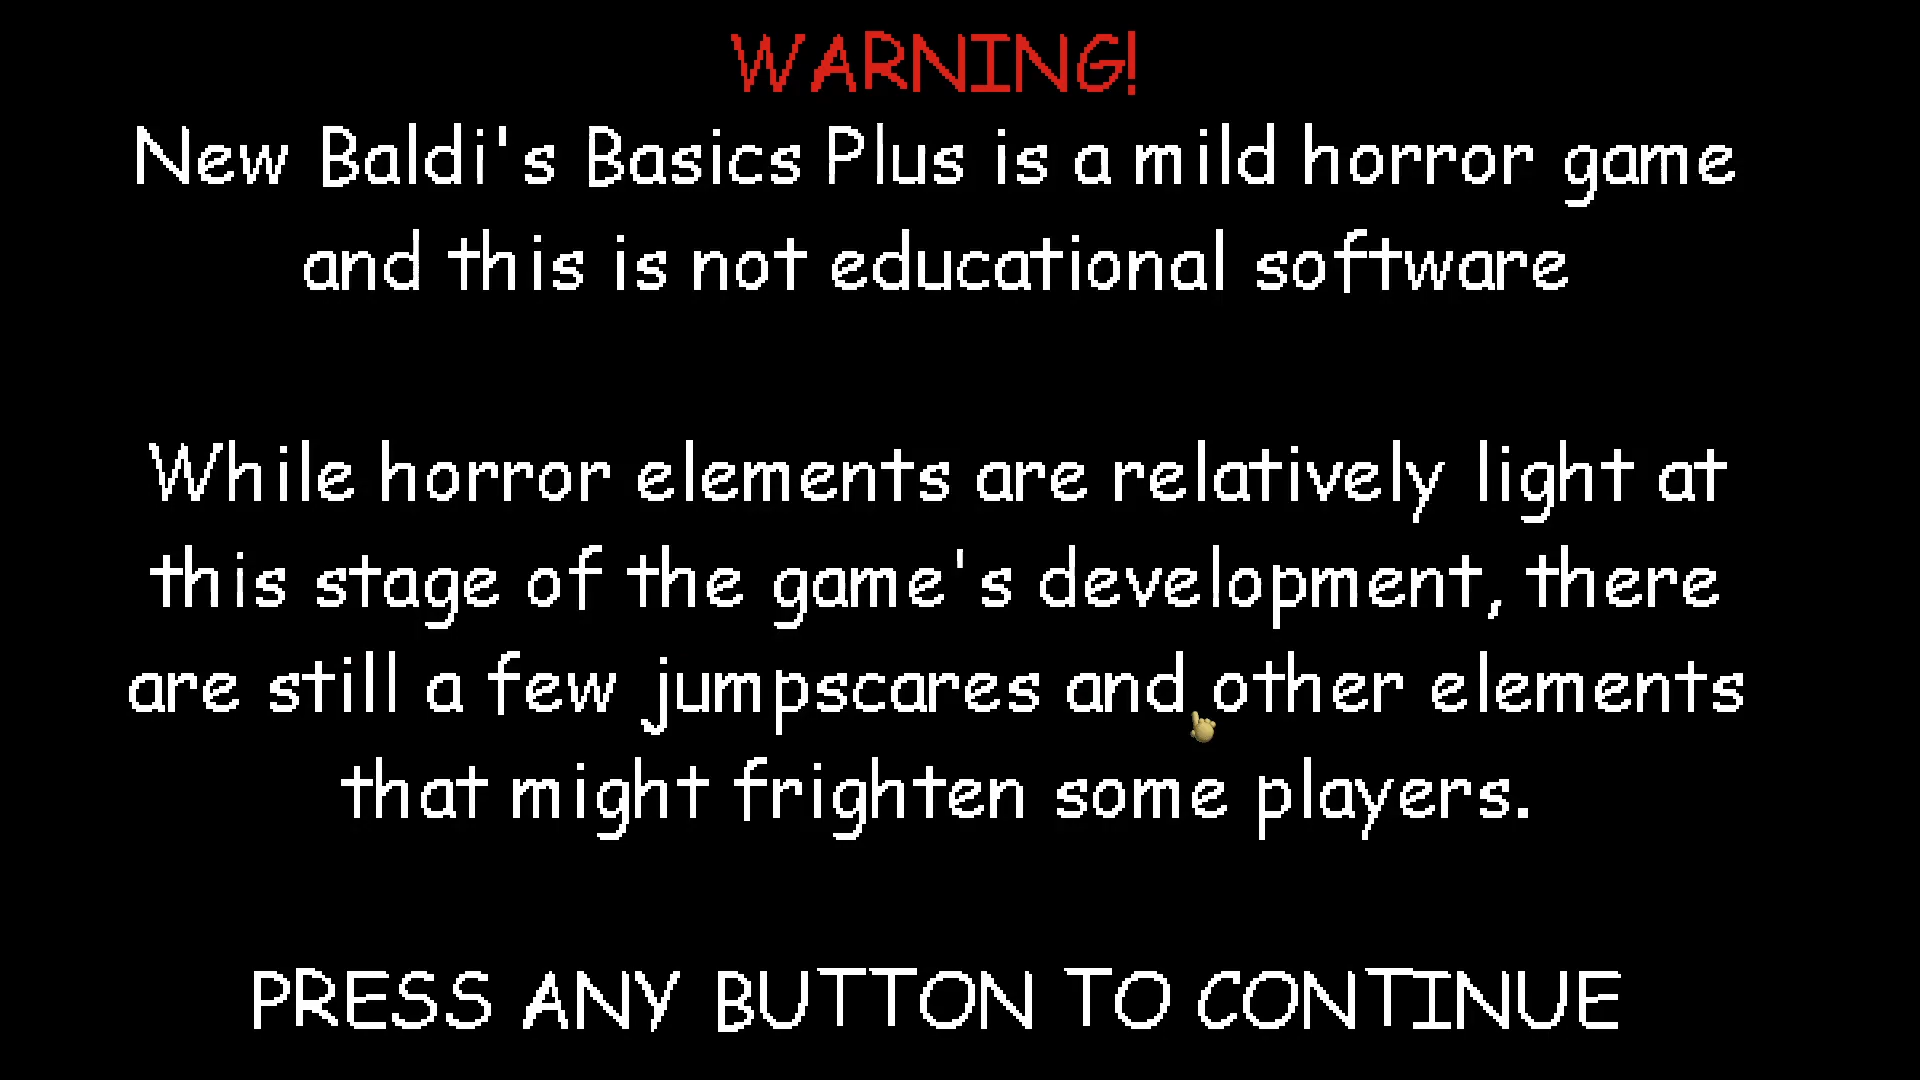 WARNING!
New Baldi's Basics Plus is a mild horror game
and this is not educational software
While horror elements are relatively light at
this stage of the game's development, there
are still a few jumpscares and other elements
that might frighten some players.
PRESS ANY BUTTON TO CONTINUE